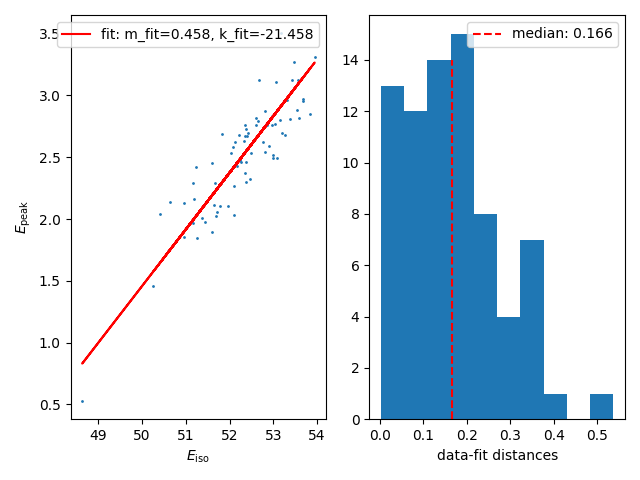 3.5
3.0
2.5
2.0
1.5
1.0
0.5
E_peak
fit: m_fit=0.458, k_fit=-21.458
49 50 51 52 53 54
E_iso
14
12
10
8
6
4
2
0
median: 0.166
0.0 0.1 0.2 0.3 0.4 0.5
data-fit distances